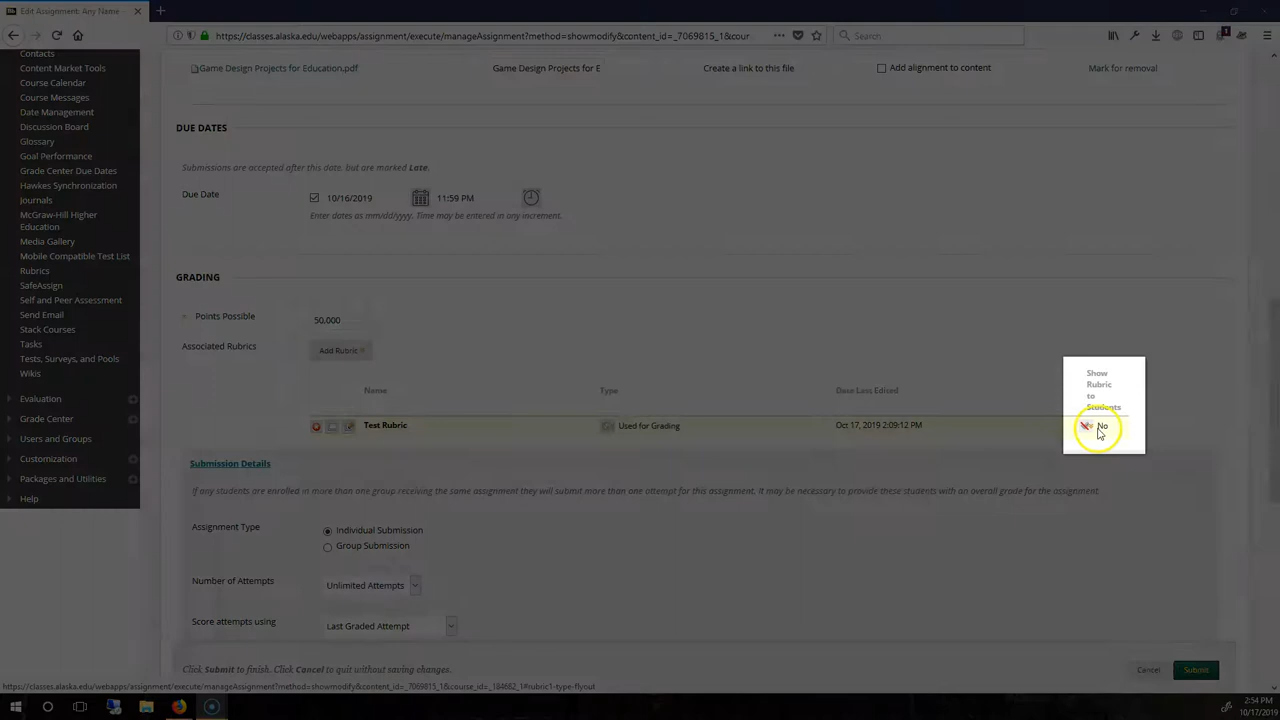 Edit Assignment: Any Name -
https://classes.alaska.edu/webapps/assignment/execute/manageAssignment?method=showmodify&content_id=_7069815_1&cour
Search
Contacts
Content Market Tools
Course Calendar
Course Messages
Date Management
Discussion Board
Glossary
Goal Performance
Grade Center Due Dates
Hawkes Synchronization
Journals
McGraw-Hill Higher
Education
Media Gallery
Mobile Compatible Test List
Rubrics
SafeAssign
Self and Peer Assessment
Send Email
Stack Courses
Tasks
Tests, Surveys, and Pools
Wikis
Evaluation
Grade Center
Users and Groups
Customization
Packages and Utilities
Help
Game Design Projects for Education.pdf
Game Design Projects for E
Create a link to this file
Add alignment to content
Mark for removal
DUE DATES
Submissions are accepted after this date, but are marked Late.
Due Date
10/16/2019
11:59 PM
Enter dates as mm/dd/yyyy. Time may be entered in any increment.
GRADING
Points Possible
50,000
Associated Rubrics
Add Rubric
Name
Type
Date Last Edited
Show
Rubric
to
Students
Test Rubric
Used for Grading
Oct 17, 2019 2:09:12 PM
No
Submission Details
If any students are enrolled in more than one group receiving the same assignment they will submit more than one attempt for this assignment. It may be necessary to provide these students with an overall grade for the assignment.
Assignment Type
Individual Submission
Group Submission
Number of Attempts
Unlimited Attempts
Score attempts using
Last Graded Attempt
Click Submit to finish. Click Cancel to quit without saving changes.
Cancel
Submit
https://classes.alaska.edu/webapps/assignment/execute/manageAssignment?method=showmodify&content_id=_7069815_1&course_id=_184682_1#rubric1-type-flyout
2:54 PM
10/17/2019